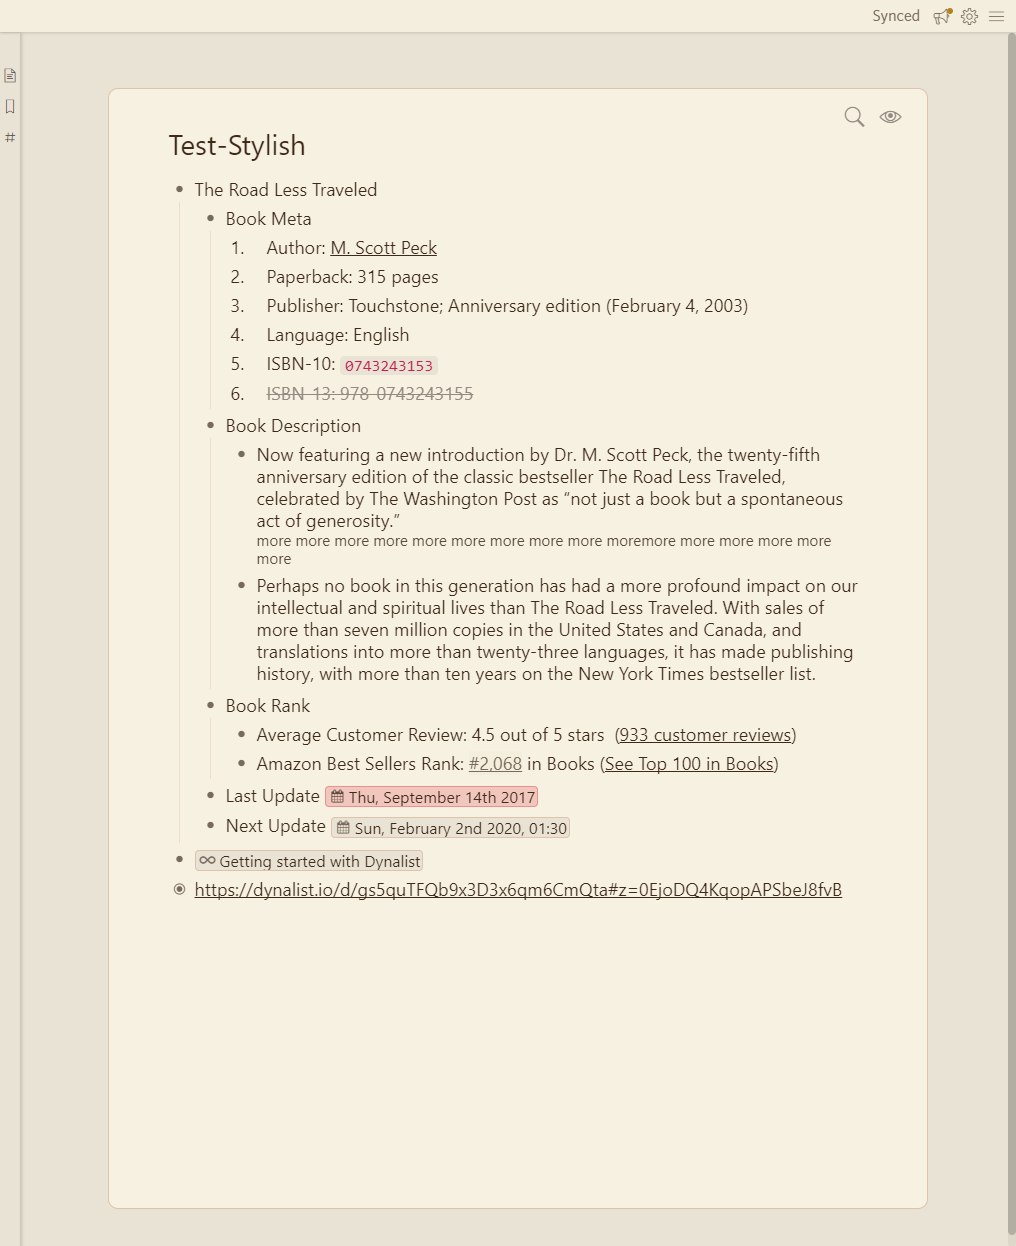 Synced
#
Test-Stylish
• The Road Less Traveled
• Book Meta
1. Author: M. Scott Peck
2. Paperback: 315 pages
3. Publisher: Touchstone; Anniversary edition (February 4, 2003)
4. Language: English
5. ISBN-10: 0743243153
6. ISBN-13: 978-0743243155
• Book Description
• Now featuring a new introduction by Dr. M. Scott Peck, the twenty-fifth
anniversary edition of the classic bestseller The Road Less Traveled,
celebrated by The Washington Post as “not just a book but a spontaneous
act of generosity.”
more more more more more more more more more moremore more more more more
more
• Perhaps no book in this generation has had a more profound impact on our
intellectual and spiritual lives than The Road Less Traveled. With sales of
more than seven million copies in the United States and Canada, and
translations into more than twenty-three languages, it has made publishing
history, with more than ten years on the New York Times bestseller list.
• Book Rank
• Average Customer Review: 4.5 out of 5 stars (933 customer reviews)
• Amazon Best Sellers Rank: #2,068 in Books (See Top 100 in Books)
• Last Update Thu, September 14th 2017
• Next Update Sun, February 2nd 2020, 01:30
• Getting started with Dynalist
https://dynalist.io/d/gs5quTFQb9x3D3x6qm6CmQta#z=0EjoDQ4KqopAPSbeJ8fvB